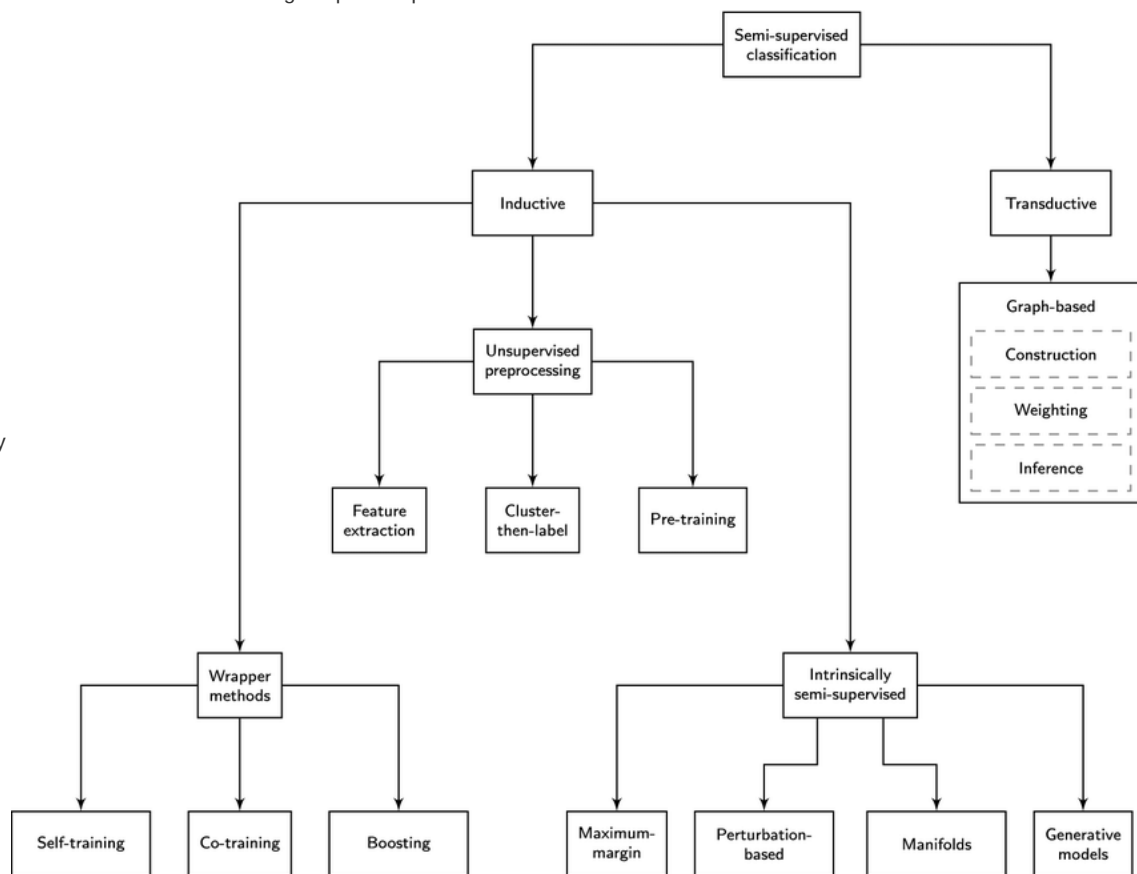 Semi-supervised
classification
Inductive
Transductive
Graph-based
Construction
Weighting
Inference
Unsupervised
preprocessing
Feature
extraction
Cluster-
then-label
Pre-training
Wrapper
methods
Intrinsically
semi-supervised
Self-training
Co-training
Boosting
Maximum-
margin
Perturbation-
based
Manifolds
Generative
models